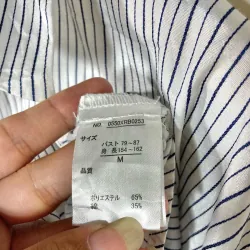 NO. D030XRB0253
サイズ
バスト 79-87
身長 154-162
M
品質
ポリエステル 65%
綿 35%